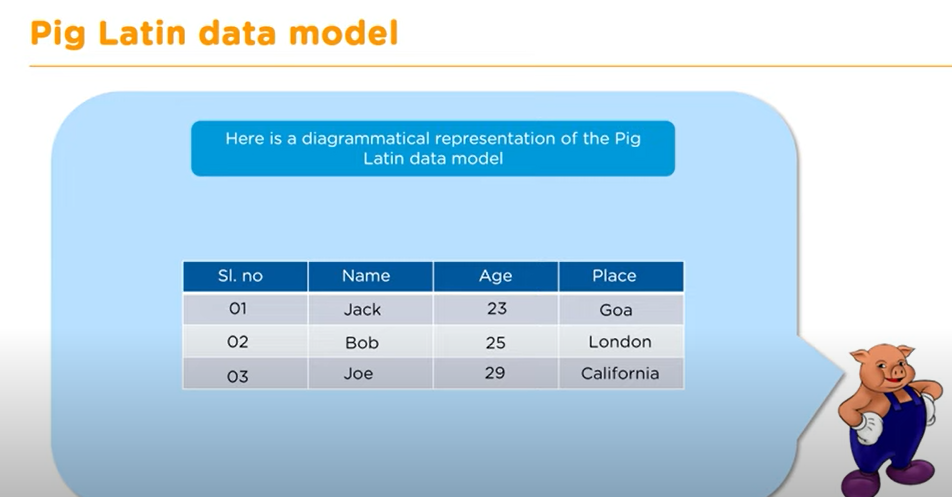 Pig Latin data model
Here is a diagrammatical representation of the Pig
Latin data model
Sl. no Name Age Place
01 Jack 23 Goa
02 Bob 25 London
03 Joe 29 California